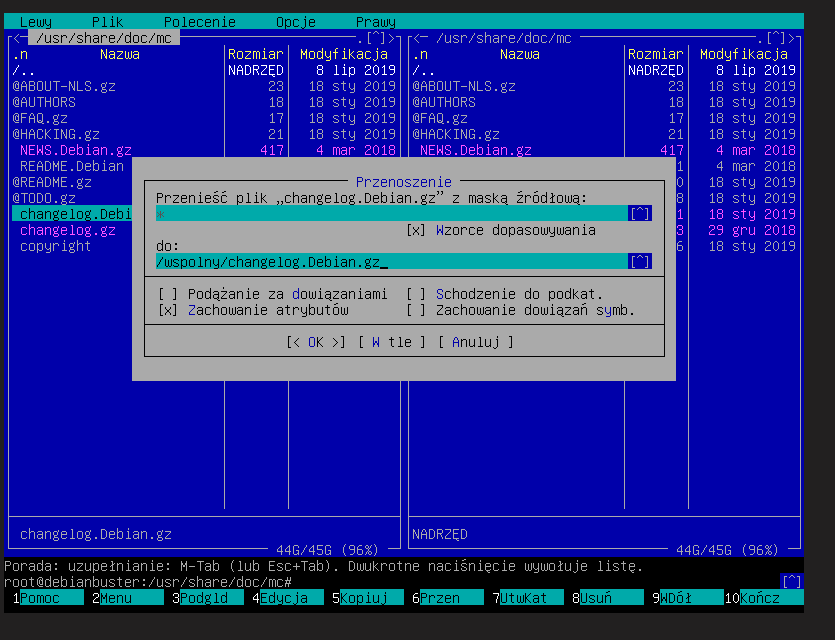 Lewy Plik Polecenie Opcje Prawy
<- /usr/share/doc/mc .[^]> <- /usr/share/doc/mc .[^]>
.n Nazwa Rozmiar Modyfikacja .n Nazwa Rozmiar Modyfikacja
/.. NADRZĘD 8 lip 2019 /.. NADRZĘD 8 lip 2019
@ABOUT-NLS.gz 23 18 sty 2019 @ABOUT-NLS.gz 23 18 sty 2019
@AUTHORS 18 18 sty 2019 @AUTHORS 18 18 sty 2019
@FAQ.gz 17 18 sty 2019 @FAQ.gz 17 18 sty 2019
@HACKING.gz 21 18 sty 2019 @HACKING.gz 21 18 sty 2019
NEWS.Debian.gz 417 4 mar 2018 NEWS.Debian.gz 417 4 mar 2018
README.Debian 1 4 mar 2018
@README.gz 0 18 sty 2019
@TODO.gz 8 18 sty 2019
changelog.Debi 1 18 sty 2019
changelog.gz 3 29 gru 2018
copyright 6 18 sty 2019
Przenoszenie
Przenieść plik „changelog.Debian.gz” z maską źródłową:
* [^]
[x] Wzorce dopasowywania
do:
/wspolny/changelog.Debian.gz_ [^]
[ ] Podążanie za dowiązaniami [ ] Schodzenie do podkat.
[x] Zachowanie atrybutów [ ] Zachowanie dowiązań symb.
[< OK >] [ W tle ] [ Anuluj ]
changelog.Debian.gz NADRZĘD
44G/45G (96%) 44G/45G (96%)
Porada: uzupełnianie: M-Tab (lub Esc+Tab). Dwukrotne naciśnięcie wywołuje listę.
root@debianbuster:/usr/share/doc/mc# [^]
1Pomoc 2Menu 3Podgld 4Edycja 5Kopiuj 6Przen 7UtwKat 8Usuń 9WDół 10Kończ